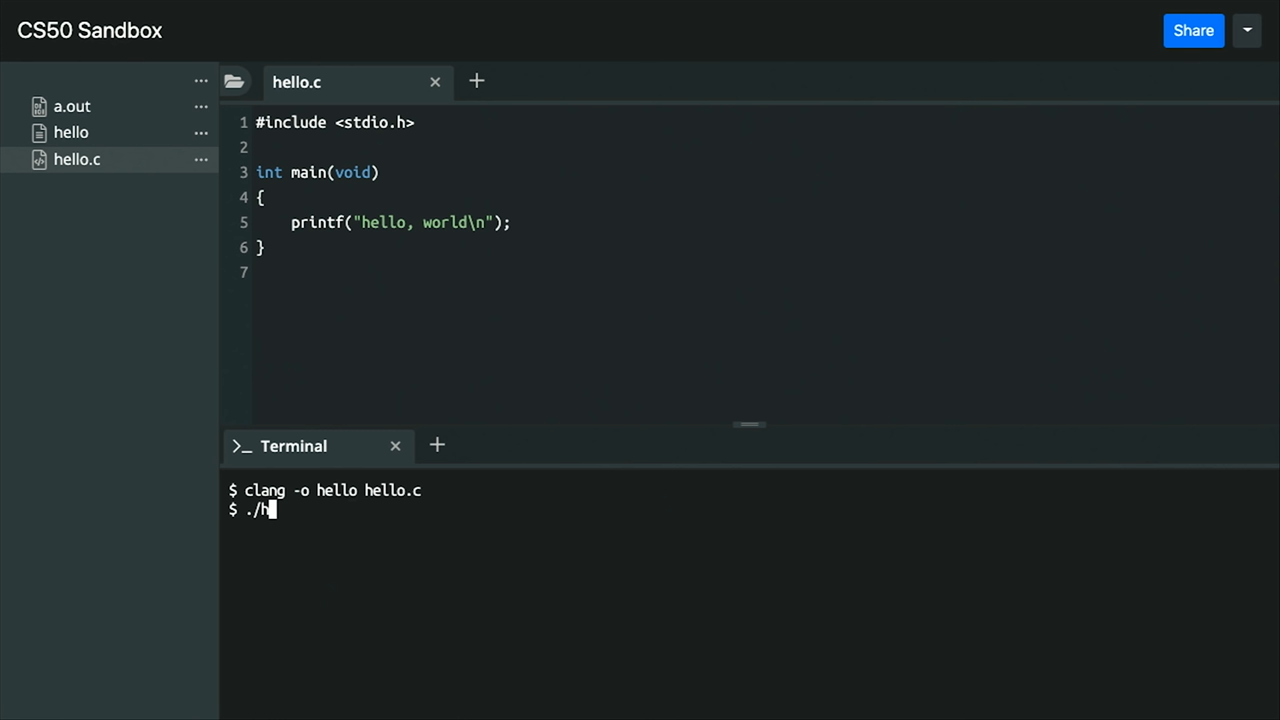 CS50 Sandbox
Share
a.out
hello
hello.c
hello.c
1 #include <stdio.h>
2
3 int main(void)
4 {
5     printf("hello, world\n");
6 }
7
>_ Terminal
$ clang -o hello hello.c
$ ./h